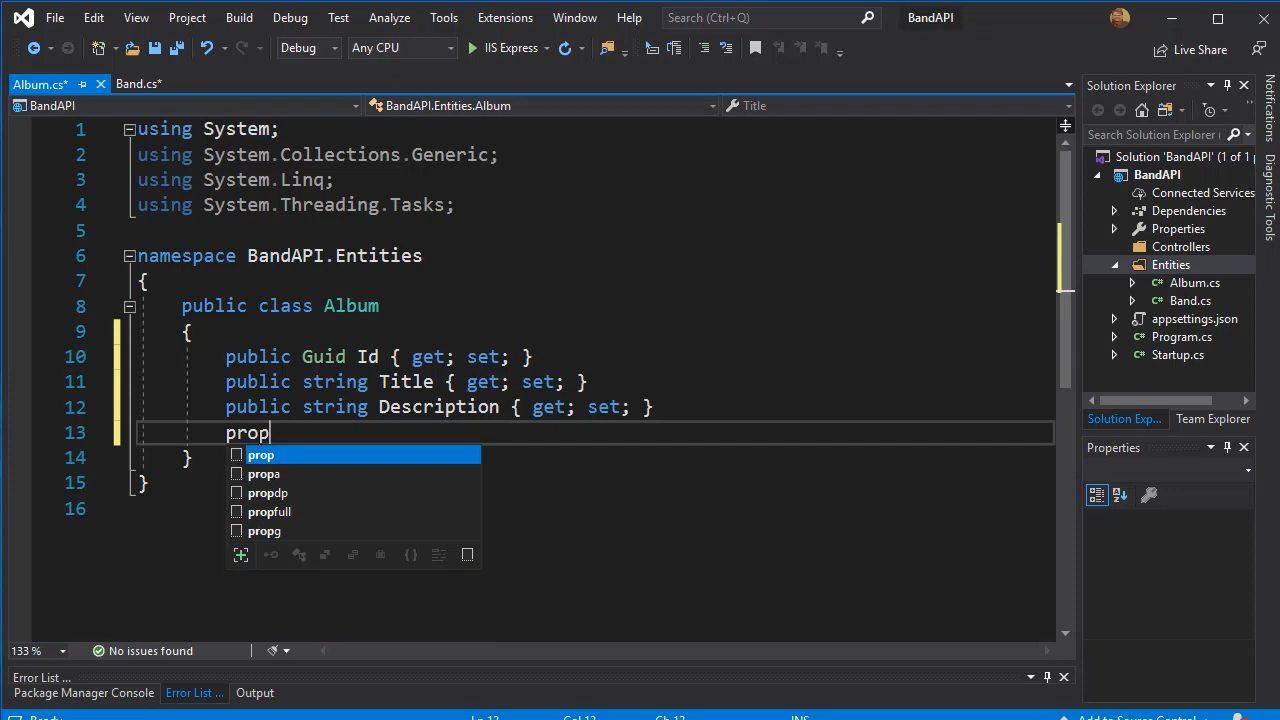 File Edit View Project Build Debug Test Analyze Tools Extensions Window Help Search (Ctrl+Q) BandAPI
Debug Any CPU IIS Express Live Share
Album.cs* Band.cs*
BandAPI BandAPI.Entities.Album Title
1 using System;
2 using System.Collections.Generic;
3 using System.Linq;
4 using System.Threading.Tasks;
5
6 namespace BandAPI.Entities
7 {
8 public class Album
9 {
10 public Guid Id { get; set; }
11 public string Title { get; set; }
12 public string Description { get; set; }
13 prop
14 }
15 }
16
prop
propa
propdp
propfull
propg
133 % No issues found
Error List ...
Package Manager Console Error List ... Output
Solution Explorer
Search Solution Explorer (
Solution 'BandAPI' (1 of 1 p
BandAPI
Connected Services
Dependencies
Properties
Controllers
Entities
Album.cs
Band.cs
appsettings.json
Program.cs
Startup.cs
Solution Exp... Team Explorer
Properties
Notifications
Diagnostic Tools